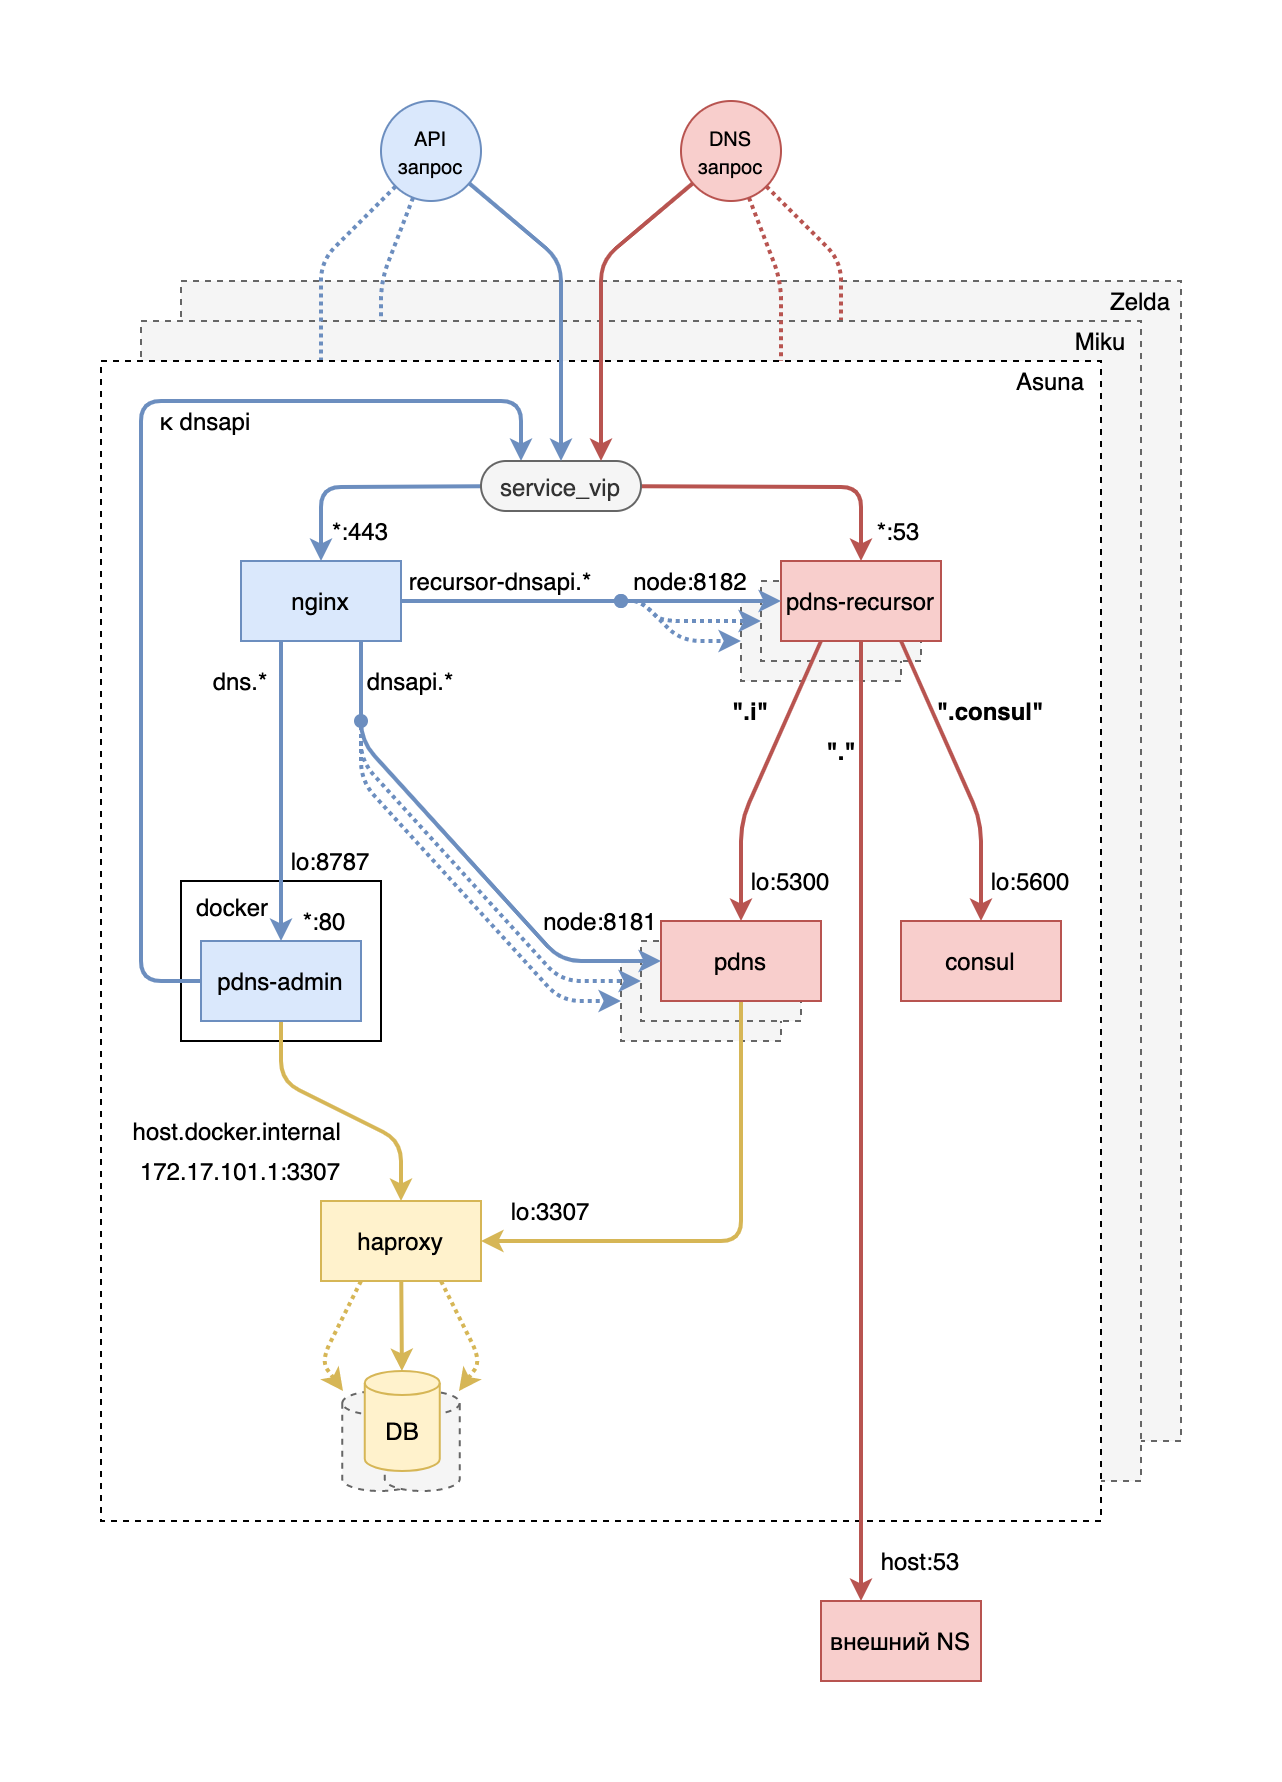 API
запрос
DNS
запрос
Zelda
Miku
Asuna
к dnsapi
service_vip
*:443
*:53
nginx
recursor-dnsapi.*
node:8182
pdns-recursor
dns.*
dnsapi.*
".i"
"."
".consul"
lo:8787
docker
*:80
pdns-admin
node:8181
lo:5300
lo:5600
pdns
consul
host.docker.internal
172.17.101.1:3307
lo:3307
haproxy
DB
host:53
внешний NS